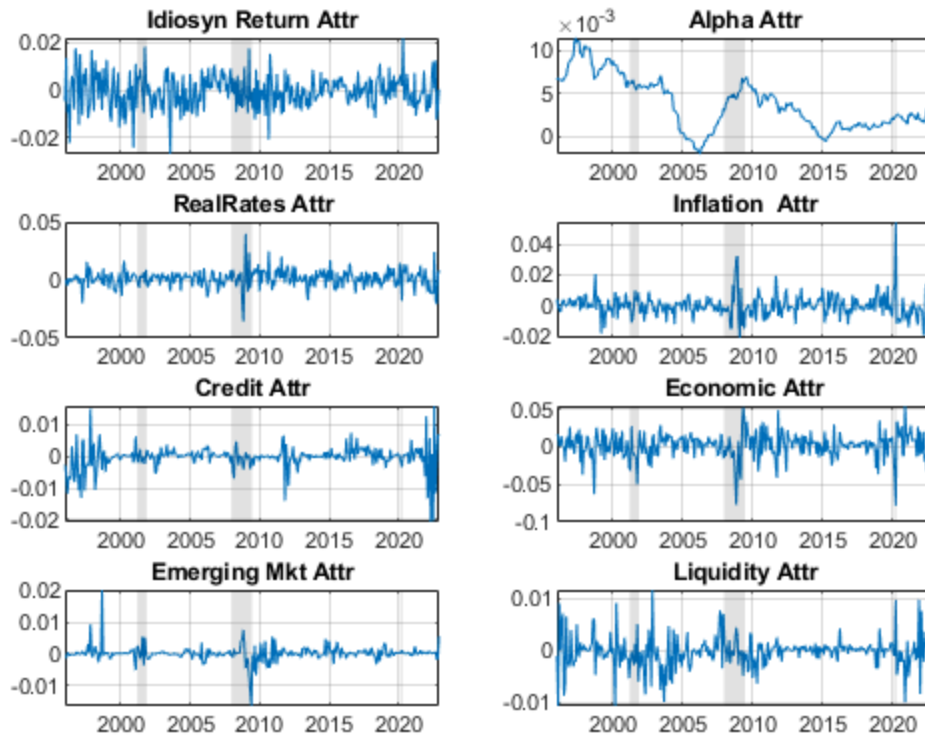 Idiosyn Return Attr
0.02
0
-0.02
2000 2005 2010 2015 2020
Alpha Attr
× 10⁻³
10
5
0
2000 2005 2010 2015 2020
RealRates Attr
0.05
0
-0.05
2000 2005 2010 2015 2020
Inflation Attr
0.04
0.02
0
-0.02
2000 2005 2010 2015 2020
Credit Attr
0.01
0
-0.01
-0.02
2000 2005 2010 2015 2020
Economic Attr
0.05
0
-0.05
-0.1
2000 2005 2010 2015 2020
Emerging Mkt Attr
0.02
0.01
0
-0.01
2000 2005 2010 2015 2020
Liquidity Attr
0.01
0
-0.01
2000 2005 2010 2015 2020